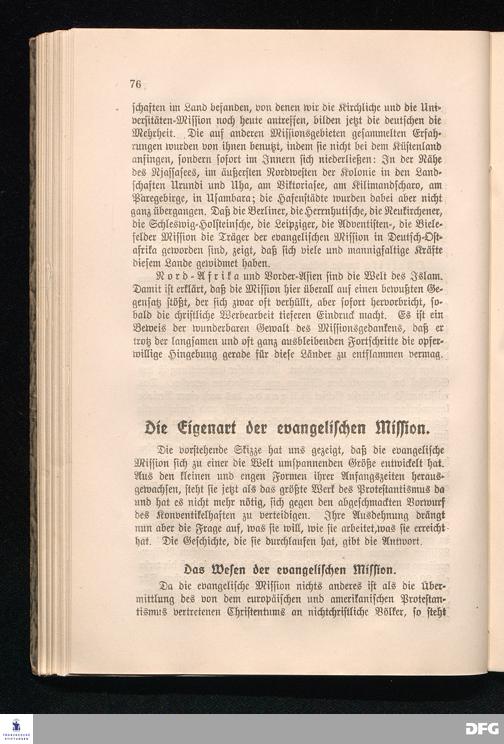 76
schaften im Land befanden, von denen wir die Kirchliche und die Uni-
versitäten-Mission noch heute antreffen, bilden jetzt die deutschen die
Mehrheit. Die auf anderen Missionsgebieten gesammelten Erfah-
rungen wurden von ihnen benutzt, indem sie nicht bei dem Küstenland
anfingen, sondern sofort im Innern sich niederließen: In der Nähe
des Njassasees, im äußersten Nordwesten der Kolonie in den Land-
schaften Urundi und Uha, am Viktoriasee, am Kilimandscharo, am
Paregebirge, in Usambara; die Hafenstädte wurden dabei aber nicht
ganz übergangen. Daß die Berliner, die Herrnhutische, die Neukirchener,
die Schleswig-Holsteinsche, die Leipziger, die Adventisten-, die Biele-
felder Mission die Träger der evangelischen Mission in Deutsch-Ost-
afrika geworden sind, zeigt, daß sich viele und mannigfaltige Kräfte
diesem Lande gewidmet haben.
Nord-Afrika und Vorder-Asien sind die Welt des Islam.
Damit ist erklärt, daß die Mission hier überall auf einen bewußten Ge-
gensatz stößt, der sich zwar oft verhüllt, aber sofort hervorbricht, so-
bald die christliche Werbearbeit tieferen Eindruck macht. Es ist ein
Beweis der wunderbaren Gewalt des Missionsgedankens, daß er
trotz der langsamen und oft ganz ausbleibenden Fortschritte die opfer-
willige Hingebung gerade für diese Länder zu entflammen vermag.
Die Eigenart der evangelischen Mission.
Die vorstehende Skizze hat uns gezeigt, daß die evangelische
Mission sich zu einer die Welt umspannenden Größe entwickelt hat.
Aus den kleinen und engen Formen ihrer Anfangszeiten heraus-
gewachsen, steht sie jetzt als das größte Werk des Protestantismus da
und hat es nicht mehr nötig, sich gegen den abgeschmackten Vorwurf
des Konventikelhaften zu verteidigen. Ihre Ausdehnung drängt
nun aber die Frage auf, was sie will, wie sie arbeitet, was sie erreicht
hat. Die Geschichte, die sie durchlaufen hat, gibt die Antwort.
Das Wesen der evangelischen Mission.
Da die evangelische Mission nichts anderes ist als die Über-
mittlung des von dem europäischen und amerikanischen Protestan-
tismus vertretenen Christentums an nichtchristliche Völker, so steht
FRANCKESCHE
STIFTUNGEN
DFG